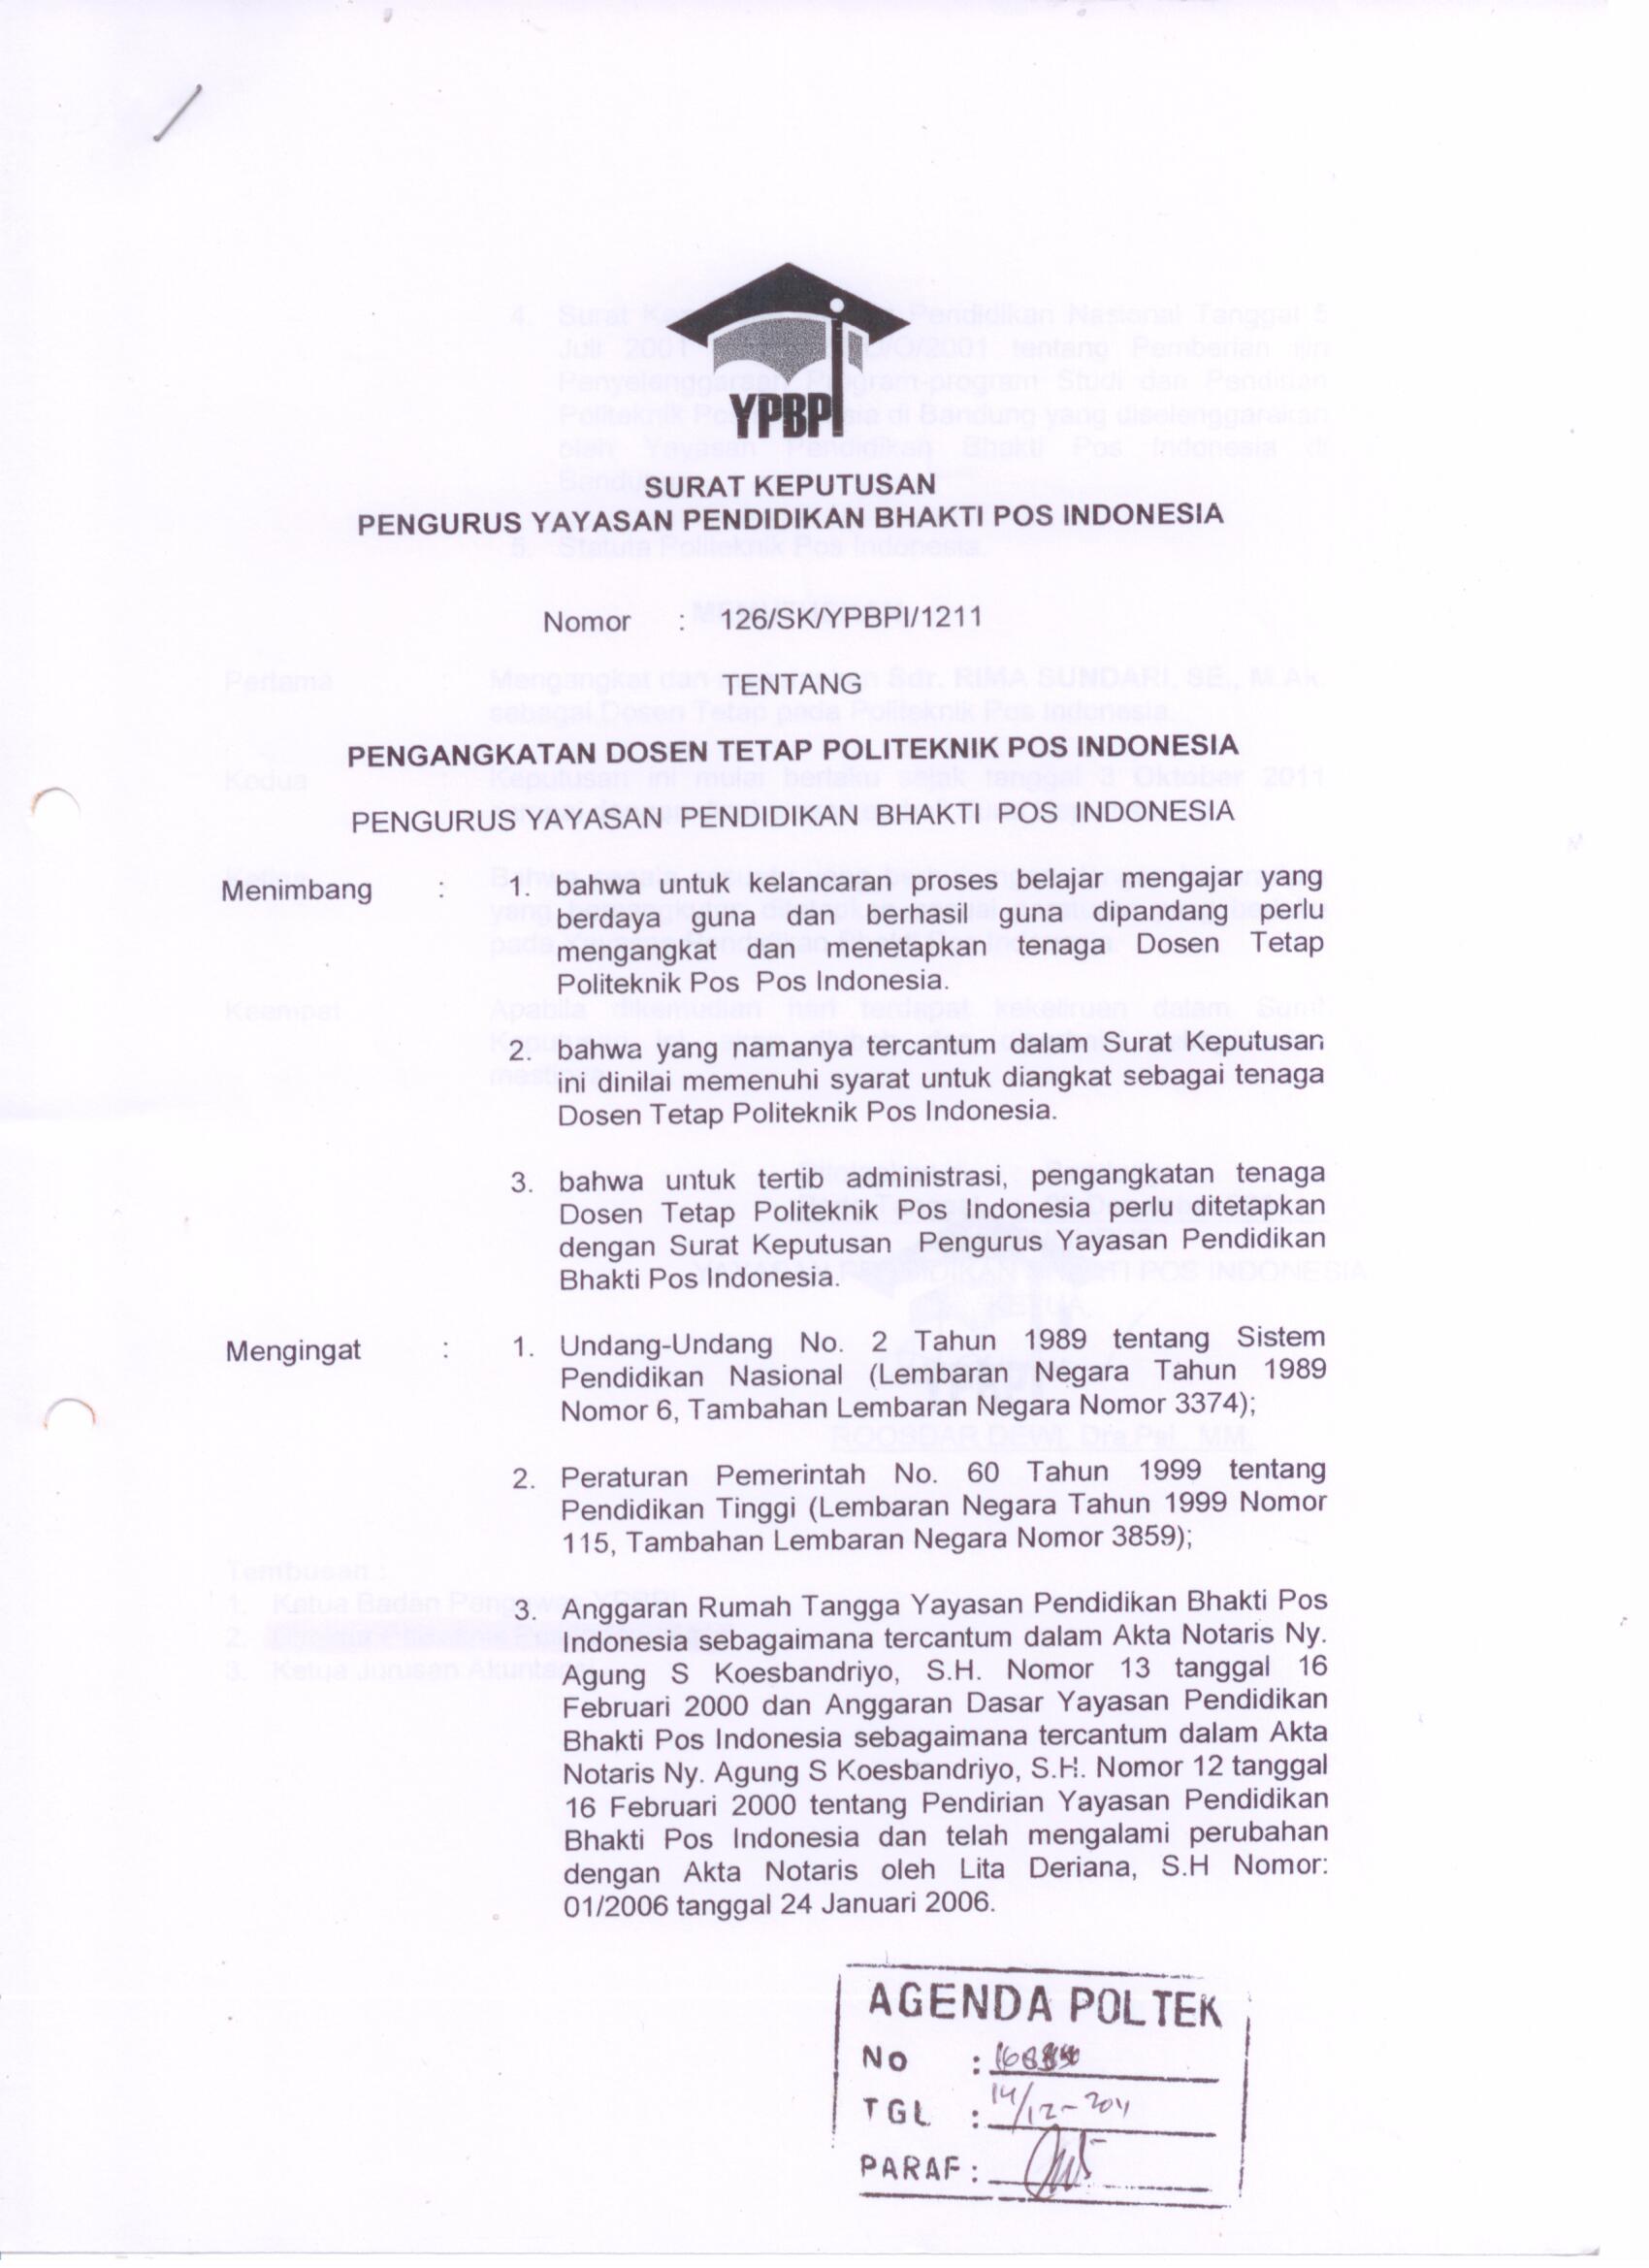 YPBPI
SURAT KEPUTUSAN
PENGURUS YAYASAN PENDIDIKAN BHAKTI POS INDONESIA
Nomor : 126/SK/YPBPI/1211
TENTANG
PENGANGKATAN DOSEN TETAP POLITEKNIK POS INDONESIA
PENGURUS YAYASAN PENDIDIKAN BHAKTI POS INDONESIA
Menimbang : 1. bahwa untuk kelancaran proses belajar mengajar yang
berdaya guna dan berhasil guna dipandang perlu
mengangkat dan menetapkan tenaga Dosen Tetap
Politeknik Pos Pos Indonesia.
2. bahwa yang namanya tercantum dalam Surat Keputusan
ini dinilai memenuhi syarat untuk diangkat sebagai tenaga
Dosen Tetap Politeknik Pos Indonesia.
3. bahwa untuk tertib administrasi, pengangkatan tenaga
Dosen Tetap Politeknik Pos Indonesia perlu ditetapkan
dengan Surat Keputusan Pengurus Yayasan Pendidikan
Bhakti Pos Indonesia.
Mengingat : 1. Undang-Undang No. 2 Tahun 1989 tentang Sistem
Pendidikan Nasional (Lembaran Negara Tahun 1989
Nomor 6, Tambahan Lembaran Negara Nomor 3374);
2. Peraturan Pemerintah No. 60 Tahun 1999 tentang
Pendidikan Tinggi (Lembaran Negara Tahun 1999 Nomor
115, Tambahan Lembaran Negara Nomor 3859);
3. Anggaran Rumah Tangga Yayasan Pendidikan Bhakti Pos
Indonesia sebagaimana tercantum dalam Akta Notaris Ny.
Agung S Koesbandriyo, S.H. Nomor 13 tanggal 16
Februari 2000 dan Anggaran Dasar Yayasan Pendidikan
Bhakti Pos Indonesia sebagaimana tercantum dalam Akta
Notaris Ny. Agung S Koesbandriyo, S.H. Nomor 12 tanggal
16 Februari 2000 tentang Pendirian Yayasan Pendidikan
Bhakti Pos Indonesia dan telah mengalami perubahan
dengan Akta Notaris oleh Lita Deriana, S.H Nomor:
01/2006 tanggal 24 Januari 2006.
AGENDA POLTEK
No :
TGL : 14/12-2011
PARAF :